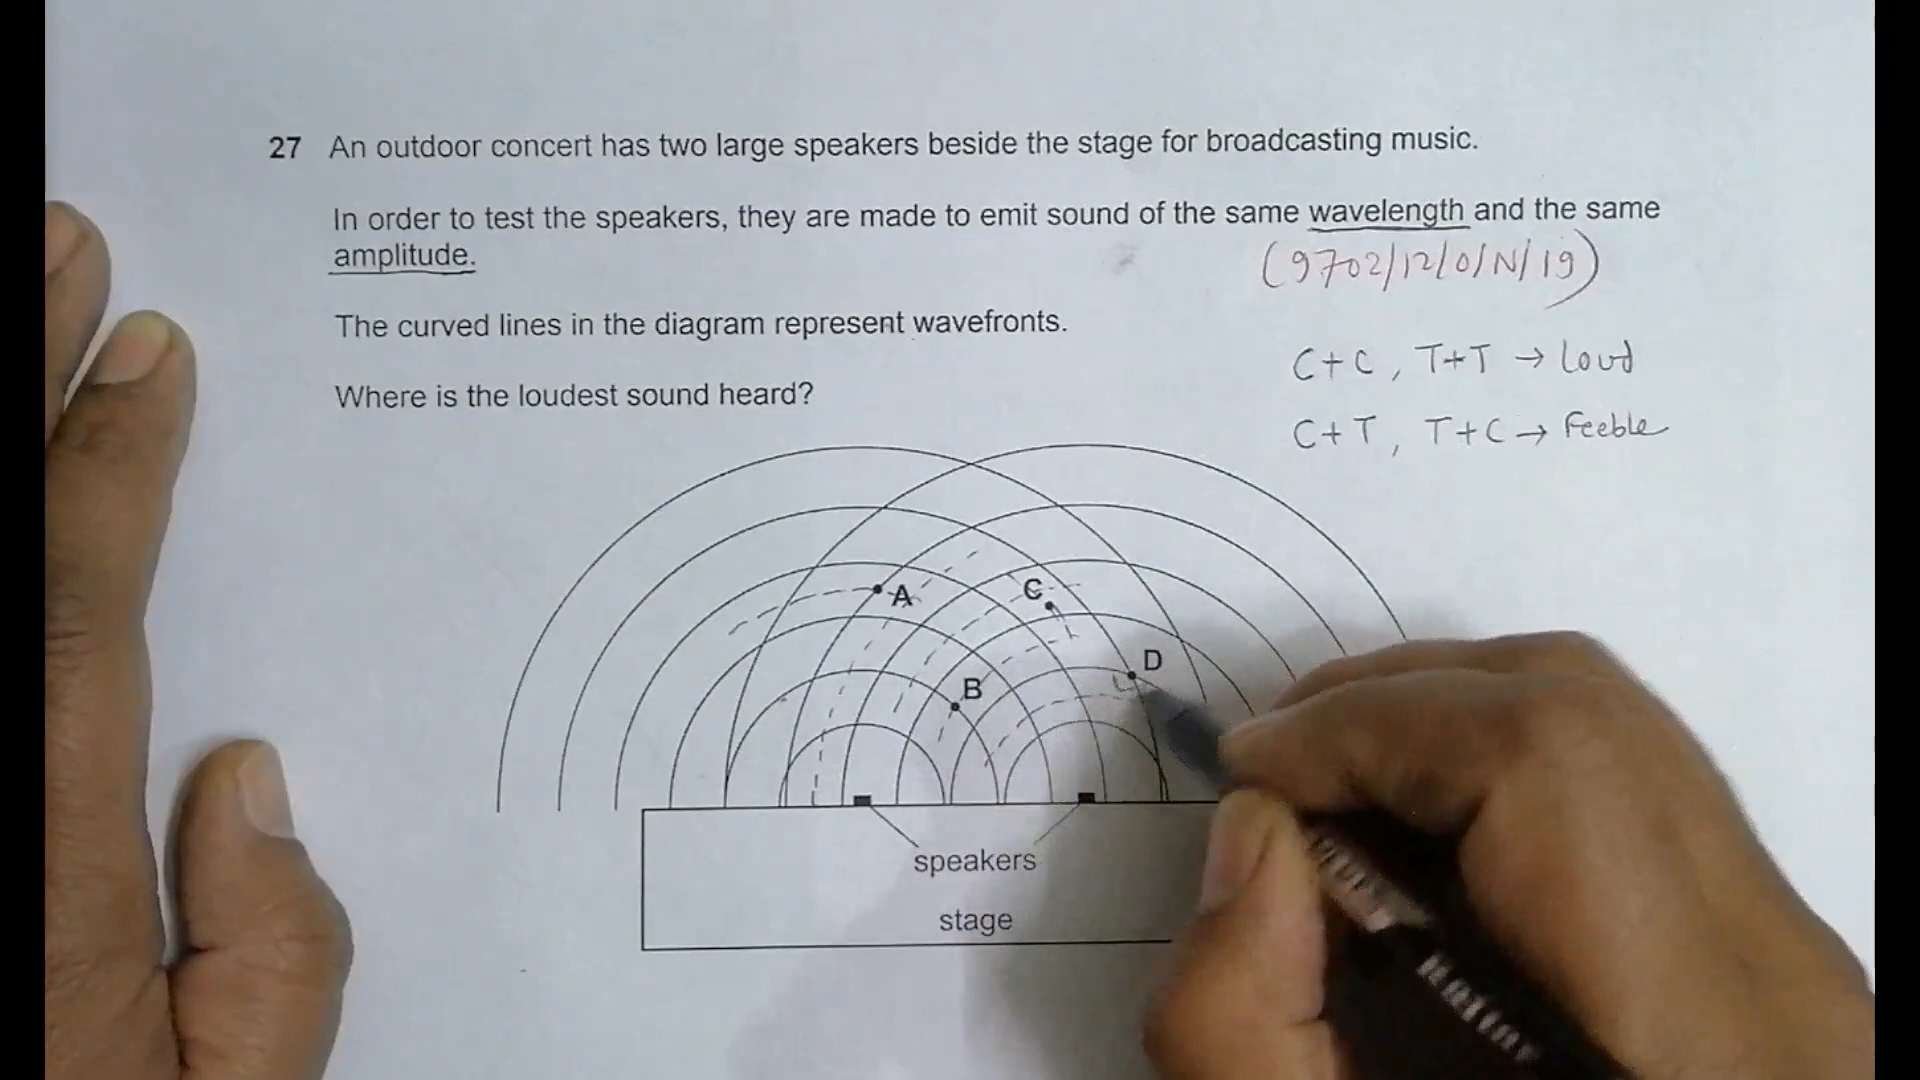 27 An outdoor concert has two large speakers beside the stage for broadcasting music.
In order to test the speakers, they are made to emit sound of the same wavelength and the same
amplitude.
(9702/12/O/N/19)
The curved lines in the diagram represent wavefronts.
C+C, T+T → Loud
Where is the loudest sound heard?
C+T, T+C → Feeble
A
C
D
B
speakers
stage